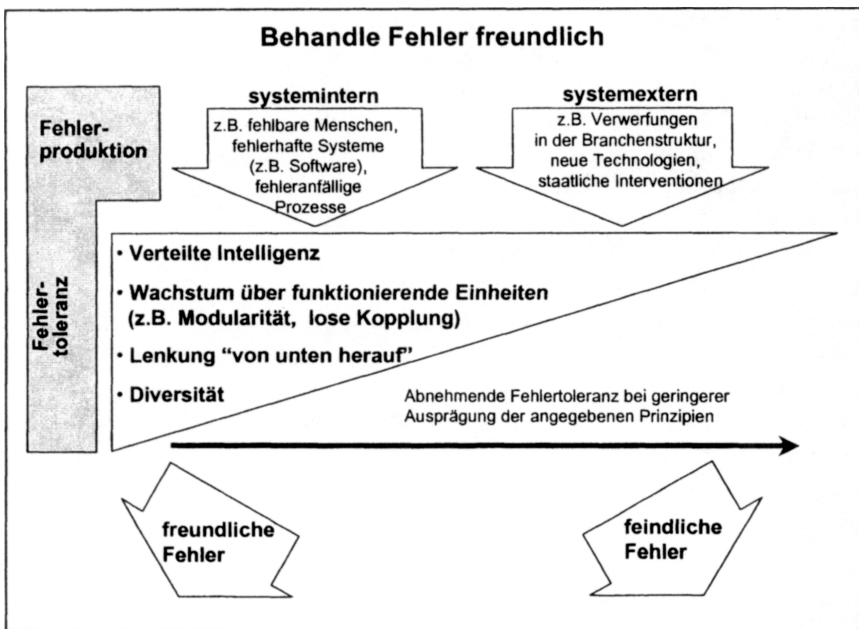 Behandle Fehler freundlich
Fehler-
produktion
systemintern
z.B. fehlbare Menschen,
fehlerhafte Systeme
(z.B. Software),
fehleranfällige
Prozesse
systemextern
z.B. Verwerfungen
in der Branchenstruktur,
neue Technologien,
staatliche Interventionen
Fehler-
toleranz
· Verteilte Intelligenz
· Wachstum über funktionierende Einheiten
(z.B. Modularität, lose Kopplung)
· Lenkung “von unten herauf”
· Diversität
Abnehmende Fehlertoleranz bei geringerer
Ausprägung der angegebenen Prinzipien
freundliche
Fehler
feindliche
Fehler